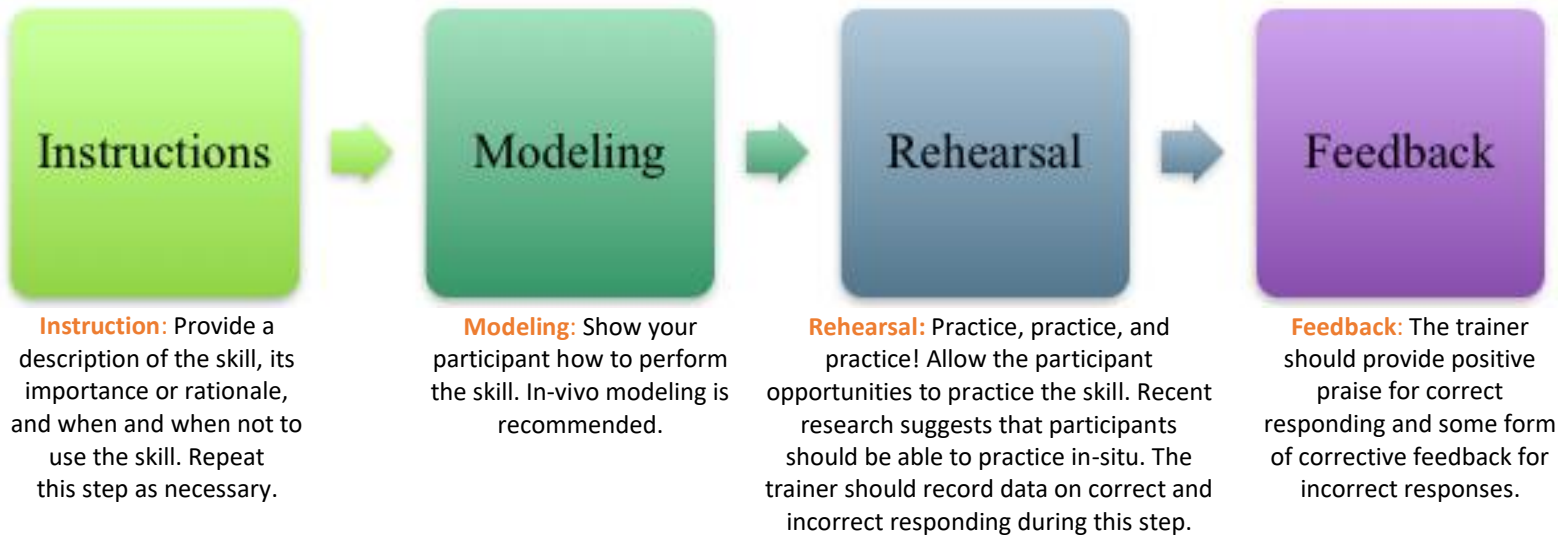 Instructions
Modeling
Rehearsal
Feedback
Instruction: Provide a
description of the skill, its
importance or rationale,
and when and when not to
use the skill. Repeat
this step as necessary.
Modeling: Show your
participant how to perform
the skill. In-vivo modeling is
recommended.
Rehearsal: Practice, practice, and
practice! Allow the participant
opportunities to practice the skill. Recent
research suggests that participants
should be able to practice in-situ. The
trainer should record data on correct and
incorrect responding during this step.
Feedback: The trainer
should provide positive
praise for correct
responding and some form
of corrective feedback for
incorrect responses.